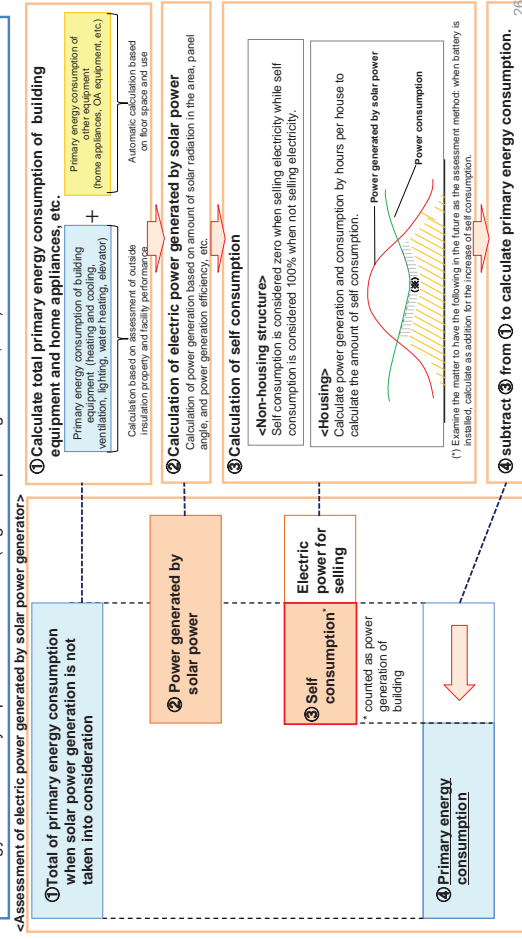 <Assessment of electric power generated by solar power generator>
①Total of primary energy consumption
when solar power generation is not
taken into consideration
② Power generated by
solar power
③ Self
consumption*
Electric
power for
selling
* counted as power
generation of
building
④ Primary energy
consumption
① Calculate total primary energy consumption of building
equipment and home appliances, etc.
Primary energy consumption of building
equipment (heating and cooling,
ventilation, lighting, water heating, elevator)
+
Primary energy consumption of
other equipment
(home appliances, OA equipment, etc.)
Calculation based on assessment of outside
insulation property and facility performance
Automatic calculation based
on floor space and use
② Calculation of electric power generated by solar power
Calculation of power generation based on amount of solar radiation in the area, panel
angle, and power generation efficiency, etc.
③ Calculation of self consumption
<Non-housing structure>
Self consumption is considered zero when selling electricity while self
consumption is considered 100% when not selling electricity.
<Housing>
Calculate power generation and consumption by hours per house to
calculate the amount of self consumption.
Power generated by solar power
Power consumption
(※)
(*) Examine the matter to have the following in the future as the assessment method: when battery is
installed, calculate as addition for the increase of self consumption.
④ subtract ③ from ① to calculate primary energy consumption.
26